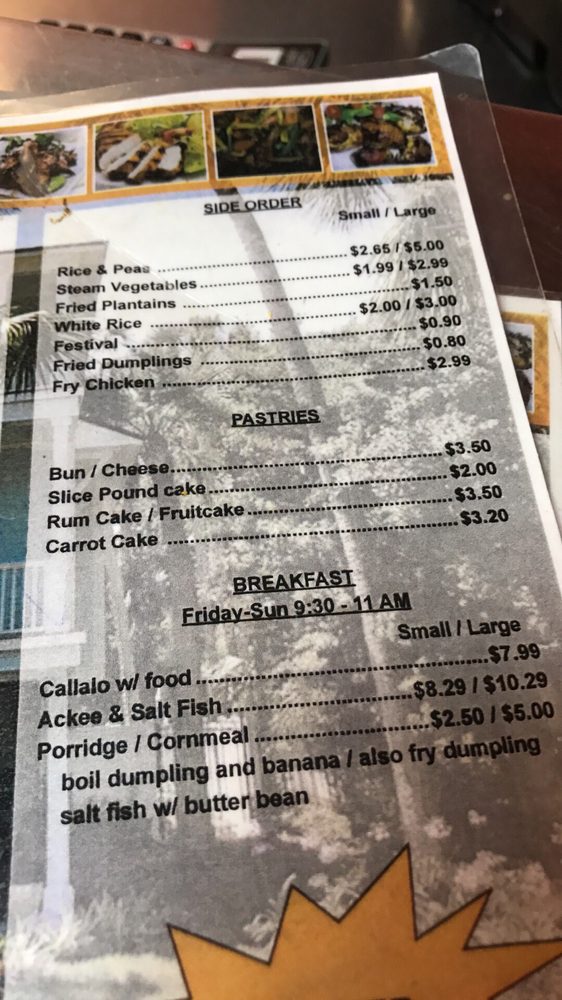 SIDE ORDER
Small / Large
Rice & Peas ........ $2.65 / $5.00
Steam Vegetables ........ $1.99 / $2.99
Fried Plantains ........ $1.50
White Rice ........ $2.00 / $3.00
Festival ........ $0.90
Fried Dumplings ........ $0.80
Fry Chicken ........ $2.99
PASTRIES
Bun / Cheese ........ $3.50
Slice Pound cake ........ $2.00
Rum Cake / Fruitcake ........ $3.50
Carrot Cake ........ $3.20
BREAKFAST
Friday-Sun 9:30 - 11 AM
Small / Large
Callalo w/ food ........ $7.99
Ackee & Salt Fish ........ $8.29 / $10.29
Porridge / Cornmeal ........ $2.50 / $5.00
boil dumpling and banana / also fry dumpling
salt fish w/ butter bean